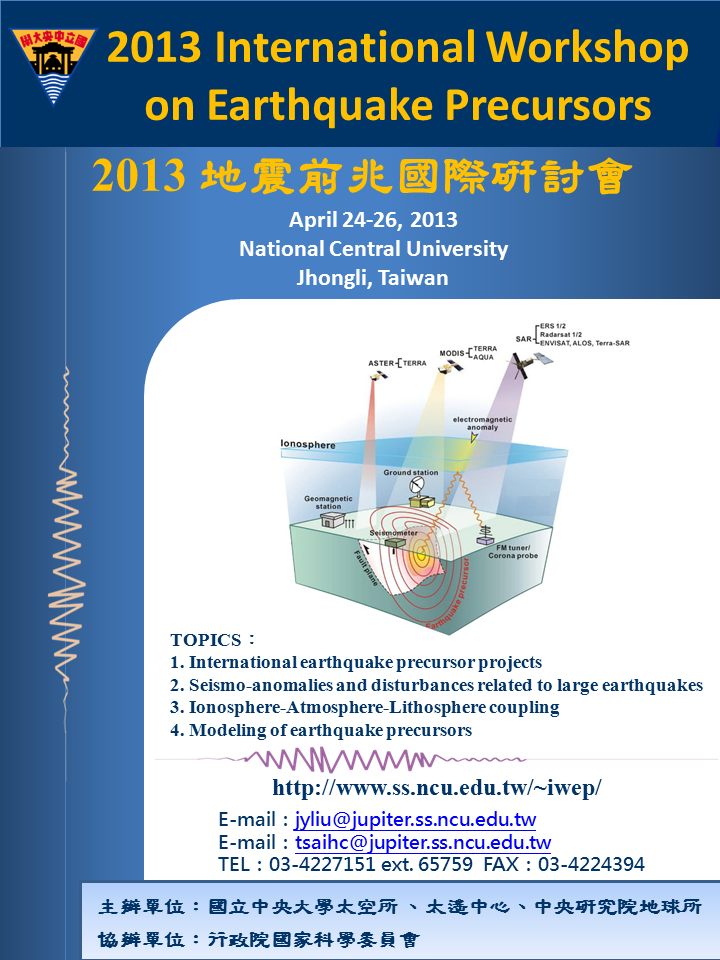 國立中央大學
2013 International Workshop
on Earthquake Precursors
2013 地震前兆國際研討會
April 24-26, 2013
National Central University
Jhongli, Taiwan
ERS 1/2
SAR
Radarsat 1/2
ENVISAT, ALOS, Terra-SAR
MODIS
TERRA
AQUA
ASTER
TERRA
electromagnetic
anomaly
Ionosphere
Ground station
Geomagnetic
station
Seismometer
FM tuner/
Corona probe
Fault plane
Earthquake precursor
TOPICS：
1. International earthquake precursor projects
2. Seismo-anomalies and disturbances related to large earthquakes
3. Ionosphere-Atmosphere-Lithosphere coupling
4. Modeling of earthquake precursors
http://www.ss.ncu.edu.tw/~iwep/
E-mail：jyliu@jupiter.ss.ncu.edu.tw
E-mail：tsaihc@jupiter.ss.ncu.edu.tw
TEL：03-4227151 ext. 65759 FAX：03-4224394
主辦單位：國立中央大學太空所、太遙中心、中央研究院地球所
協辦單位：行政院國家科學委員會